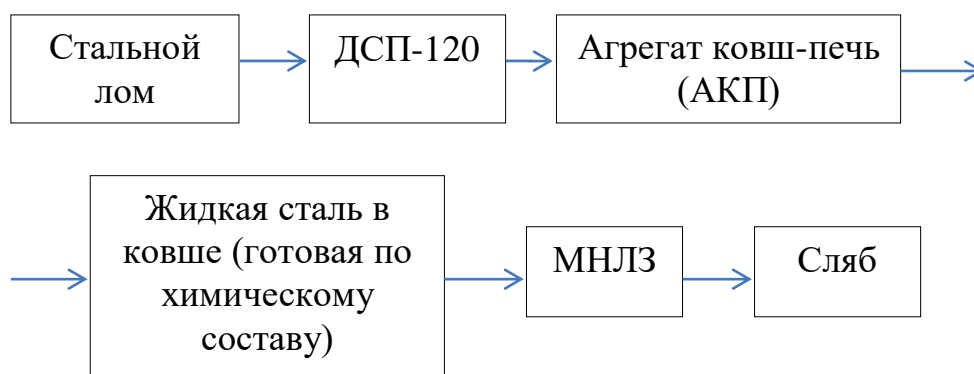 Стальной
лом
ДСП-120
Агрегат ковш-печь
(АКП)
Жидкая сталь в
ковше (готовая по
химическому
составу)
МНЛЗ
Сляб